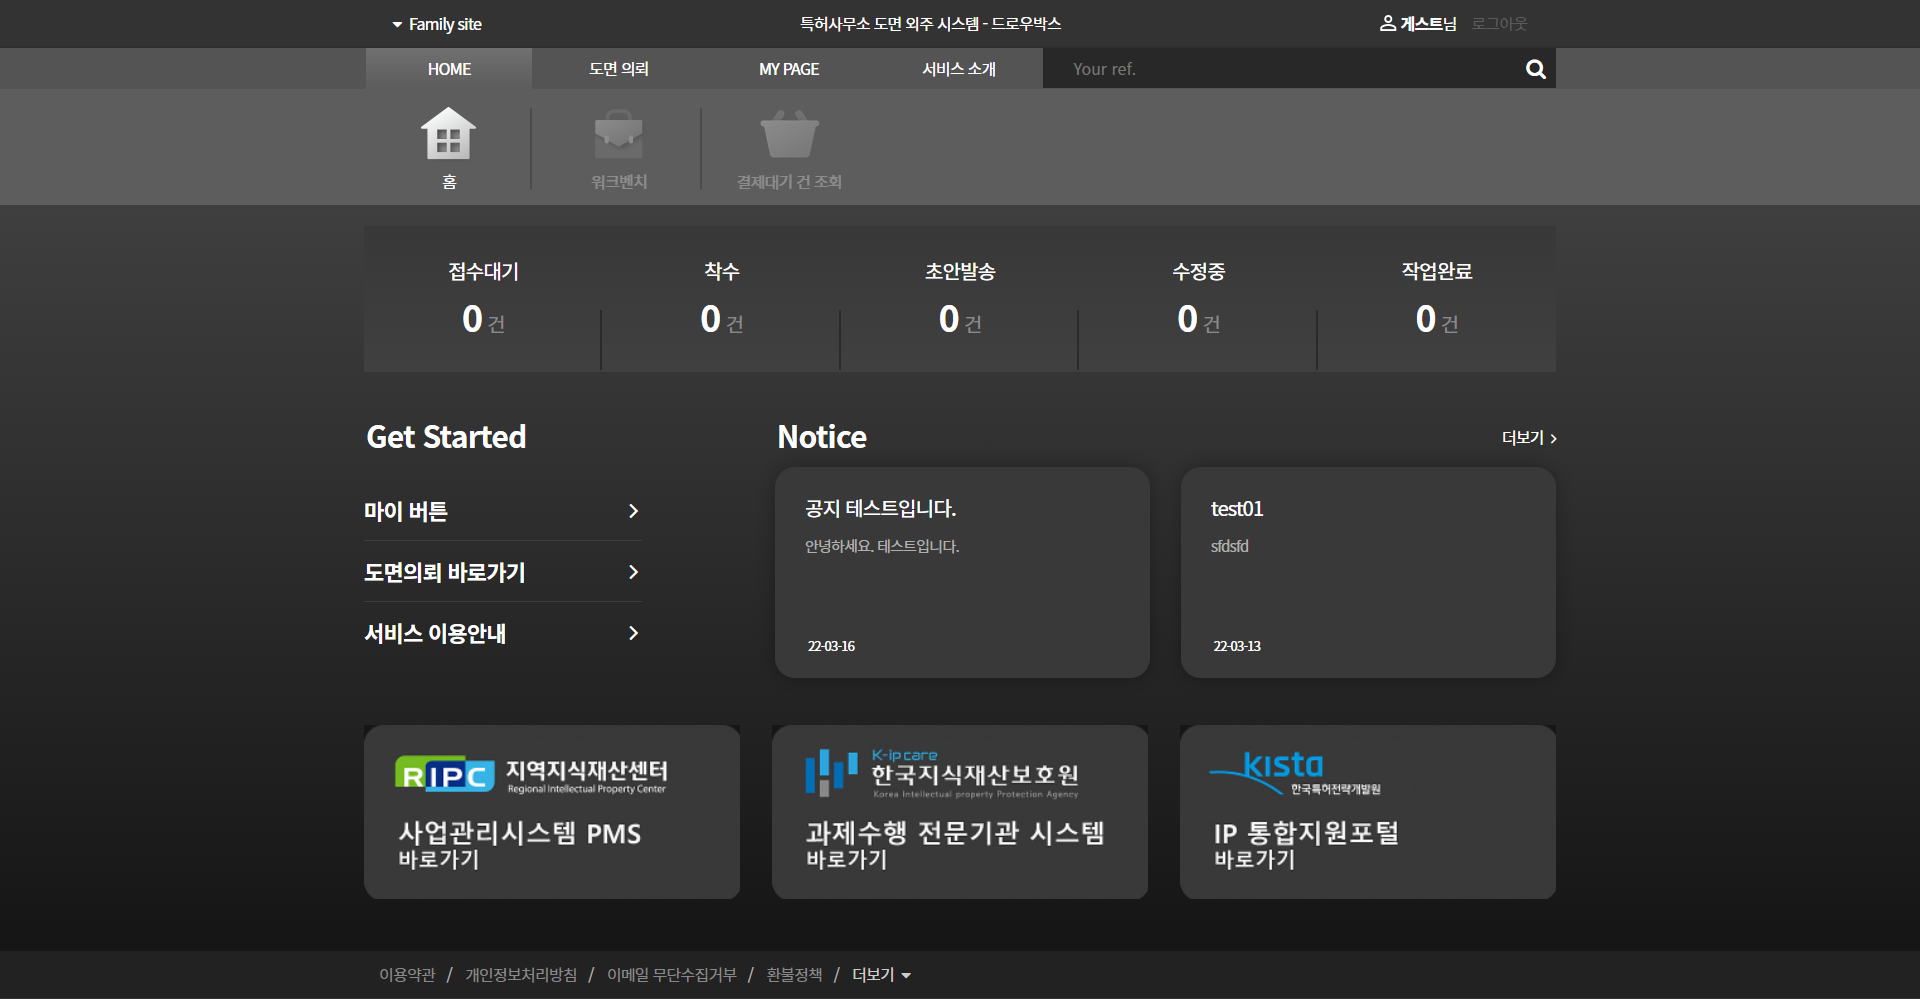 Family site
특허사무소 도면 외주 시스템 - 드로우박스
게스트님 로그아웃
HOME
도면 의뢰
MY PAGE
서비스 소개
Your ref.
홈
워크벤치
결제대기 건 조회
접수대기
0 건
착수
0 건
초안발송
0 건
수정중
0 건
작업완료
0 건
Get Started
마이 버튼
도면의뢰 바로가기
서비스 이용안내
Notice
더보기
공지 테스트입니다.
안녕하세요. 테스트입니다.
22-03-16
test01
sfdsfd
22-03-13
RIPC 지역지식재산센터
Regional Intellectual Property Center
사업관리시스템 PMS
바로가기
K-ip care
한국지식재산보호원
Korea Intellectual property Protection Agency
과제수행 전문기관 시스템
바로가기
kista
한국특허전략개발원
IP 통합지원포털
바로가기
이용약관 / 개인정보처리방침 / 이메일 무단수집거부 / 환불정책 / 더보기